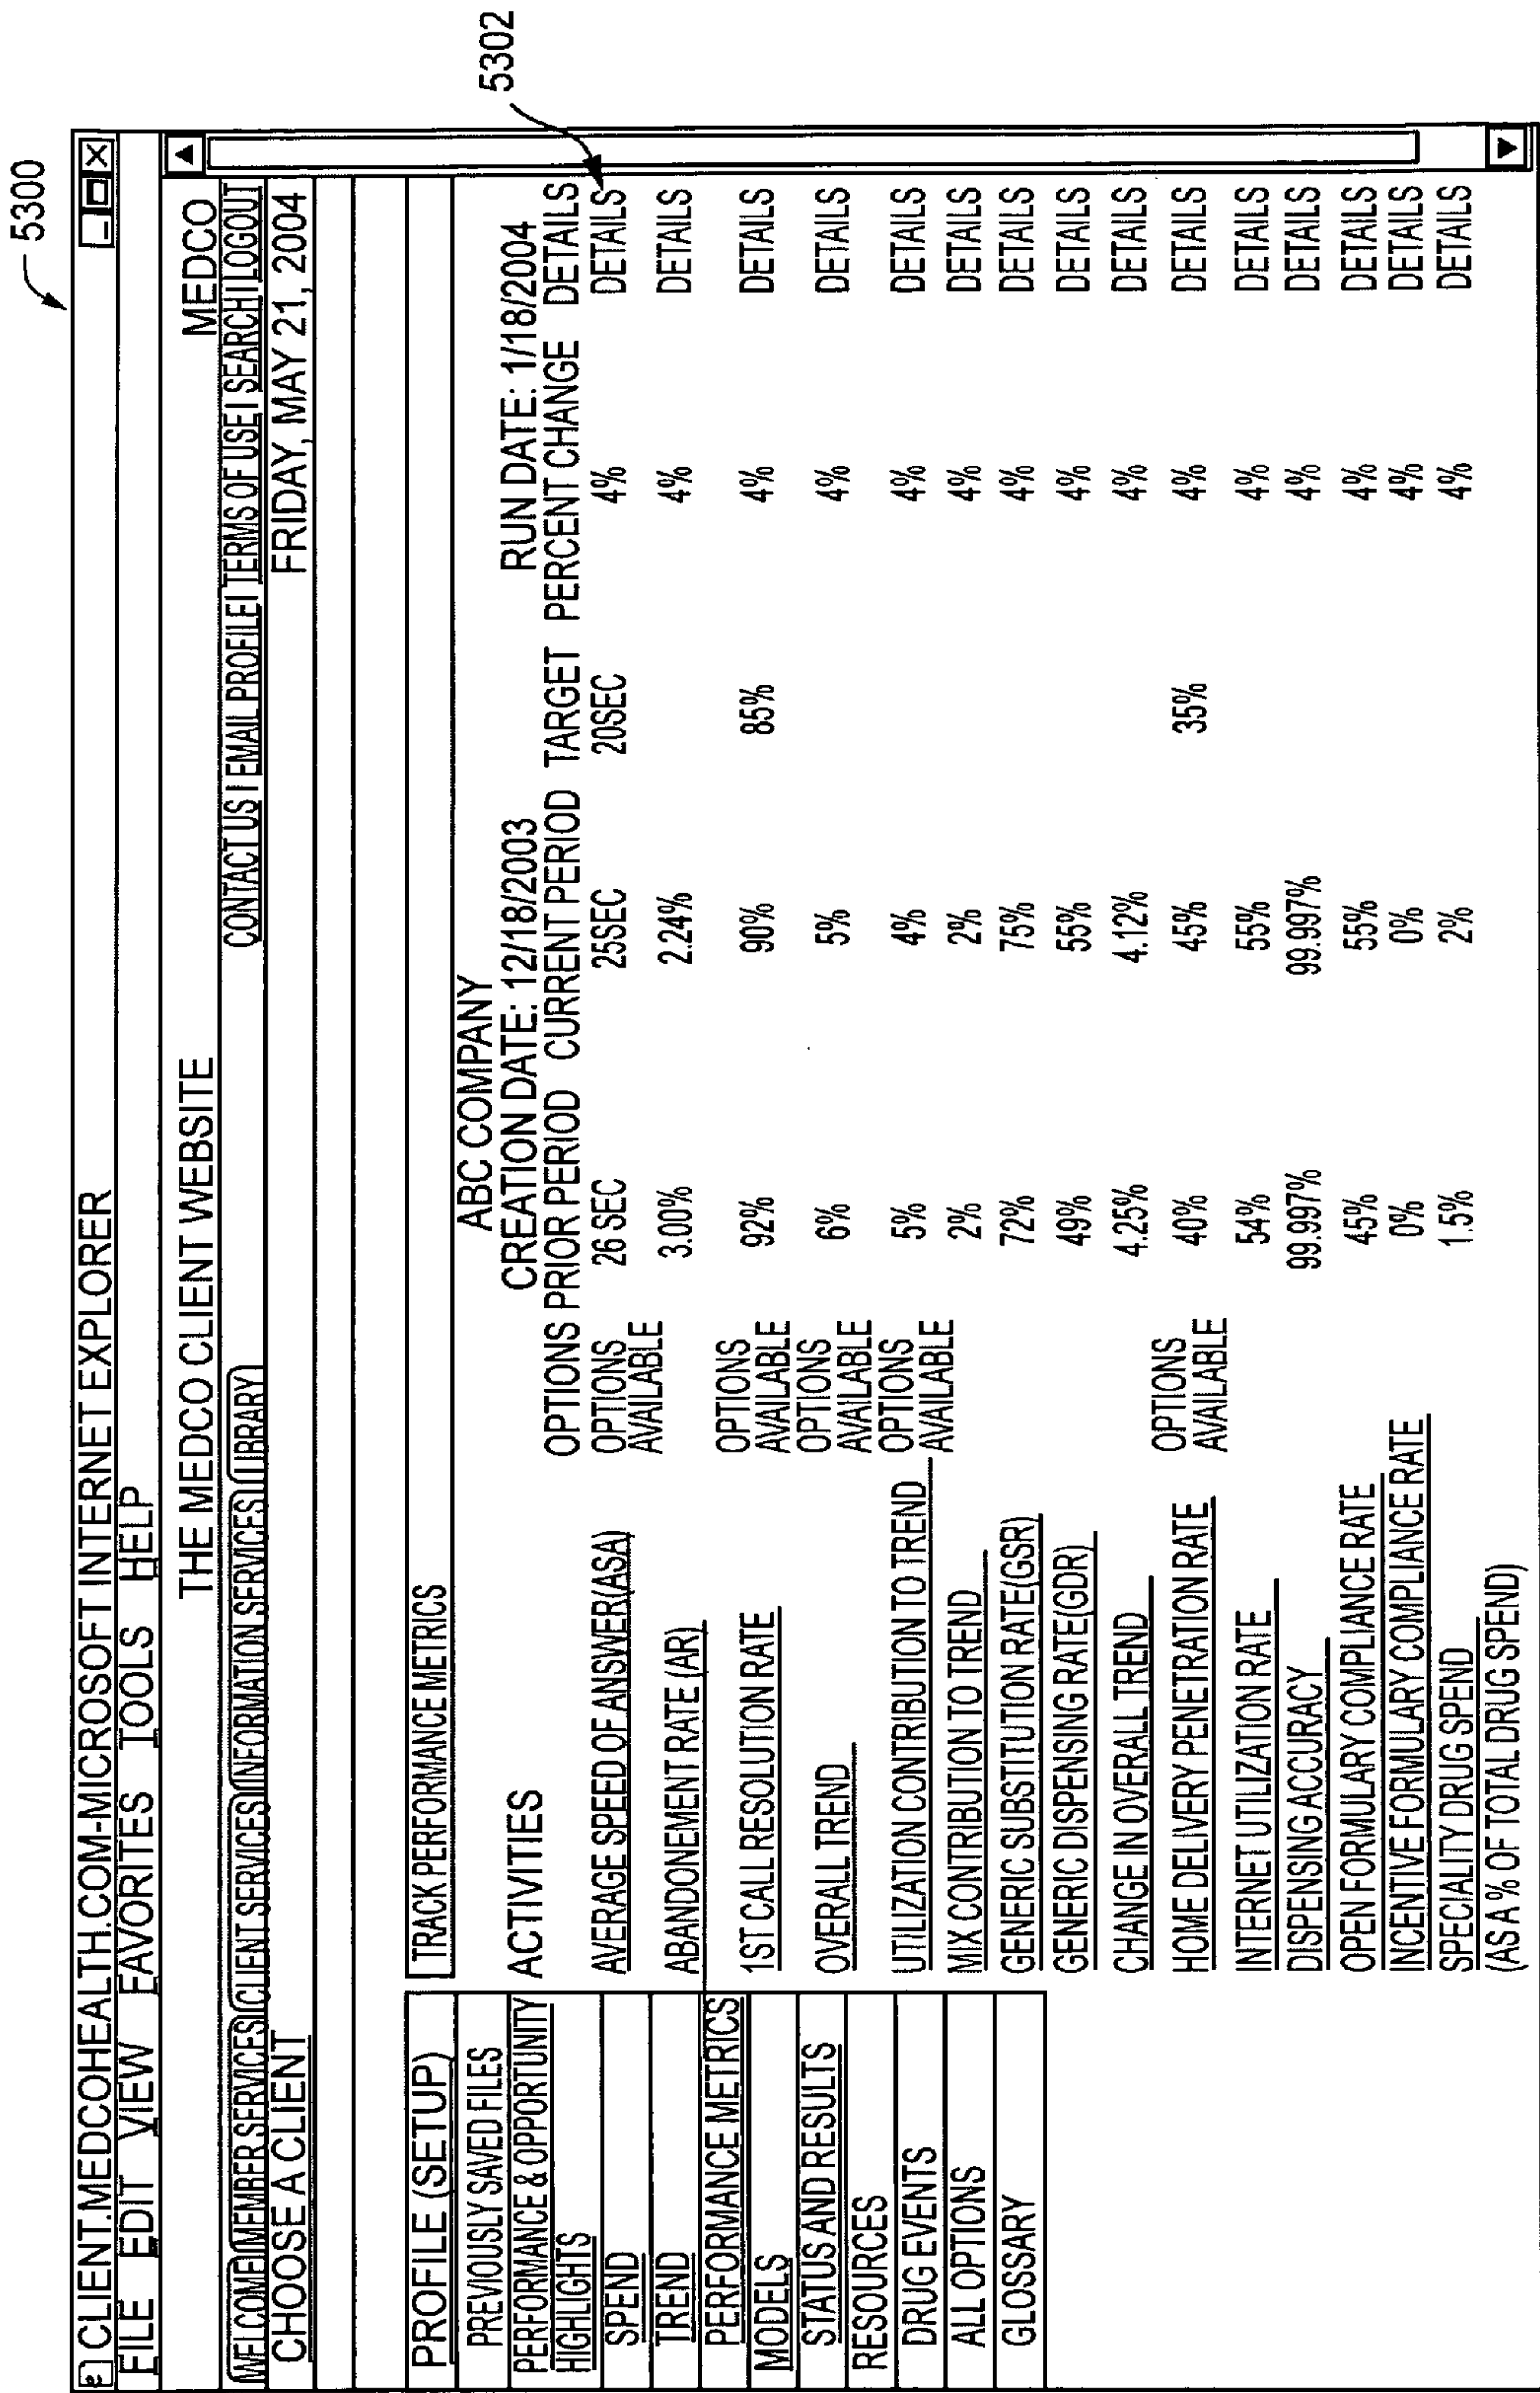 5300
CLIENT.MEDCOHEALTH.COM-MICROSOFT INTERNET EXPLORER
FILE EDIT VIEW FAVORITES TOOLS HELP
THE MEDCO CLIENT WEBSITE MEDCO
WELCOME MEMBER SERVICES CLIENT SERVICES INFORMATION SERVICES LIBRARY CONTACT US | EMAIL PROFILE | TERMS OF USE | SEARCH | LOGOUT
CHOOSE A CLIENT FRIDAY, MAY 21, 2004
PROFILE (SETUP)
PREVIOUSLY SAVED FILES
PERFORMANCE & OPPORTUNITY
HIGHLIGHTS
SPEND
TREND
PERFORMANCE METRICS
MODELS
STATUS AND RESULTS
RESOURCES
DRUG EVENTS
ALL OPTIONS
GLOSSARY
TRACK PERFORMANCE METRICS
ABC COMPANY
CREATION DATE: 12/18/2003 RUN DATE: 1/18/2004
ACTIVITIES OPTIONS PRIOR PERIOD CURRENT PERIOD TARGET PERCENT CHANGE DETAILS
5302
AVERAGE SPEED OF ANSWER(ASA) OPTIONS 26 SEC 25SEC 20SEC 4% DETAILS
AVAILABLE
ABANDONEMENT RATE (AR) 3.00% 2.24% 4% DETAILS
OPTIONS
1ST CALL RESOLUTION RATE AVAILABLE 92% 90% 85% 4% DETAILS
OPTIONS
OVERALL TREND AVAILABLE 6% 5% 4% DETAILS
OPTIONS
UTILIZATION CONTRIBUTION TO TREND AVAILABLE 5% 4% 4% DETAILS
MIX CONTRIBUTION TO TREND 2% 2% 4% DETAILS
GENERIC SUBSTITUTION RATE(GSR) 72% 75% 4% DETAILS
GENERIC DISPENSING RATE(GDR) 49% 55% 4% DETAILS
CHANGE IN OVERALL TREND 4.25% 4.12% 4% DETAILS
OPTIONS
HOME DELIVERY PENETRATION RATE AVAILABLE 40% 45% 35% 4% DETAILS
INTERNET UTILIZATION RATE 54% 55% 4% DETAILS
DISPENSING ACCURACY 99.997% 99.997% 4% DETAILS
OPEN FORMULARY COMPLIANCE RATE 45% 55% 4% DETAILS
INCENTIVE FORMULARY COMPLIANCE RATE 0% 0% 4% DETAILS
SPECIALITY DRUG SPEND 1.5% 2% 4% DETAILS
(AS A % OF TOTAL DRUG SPEND)